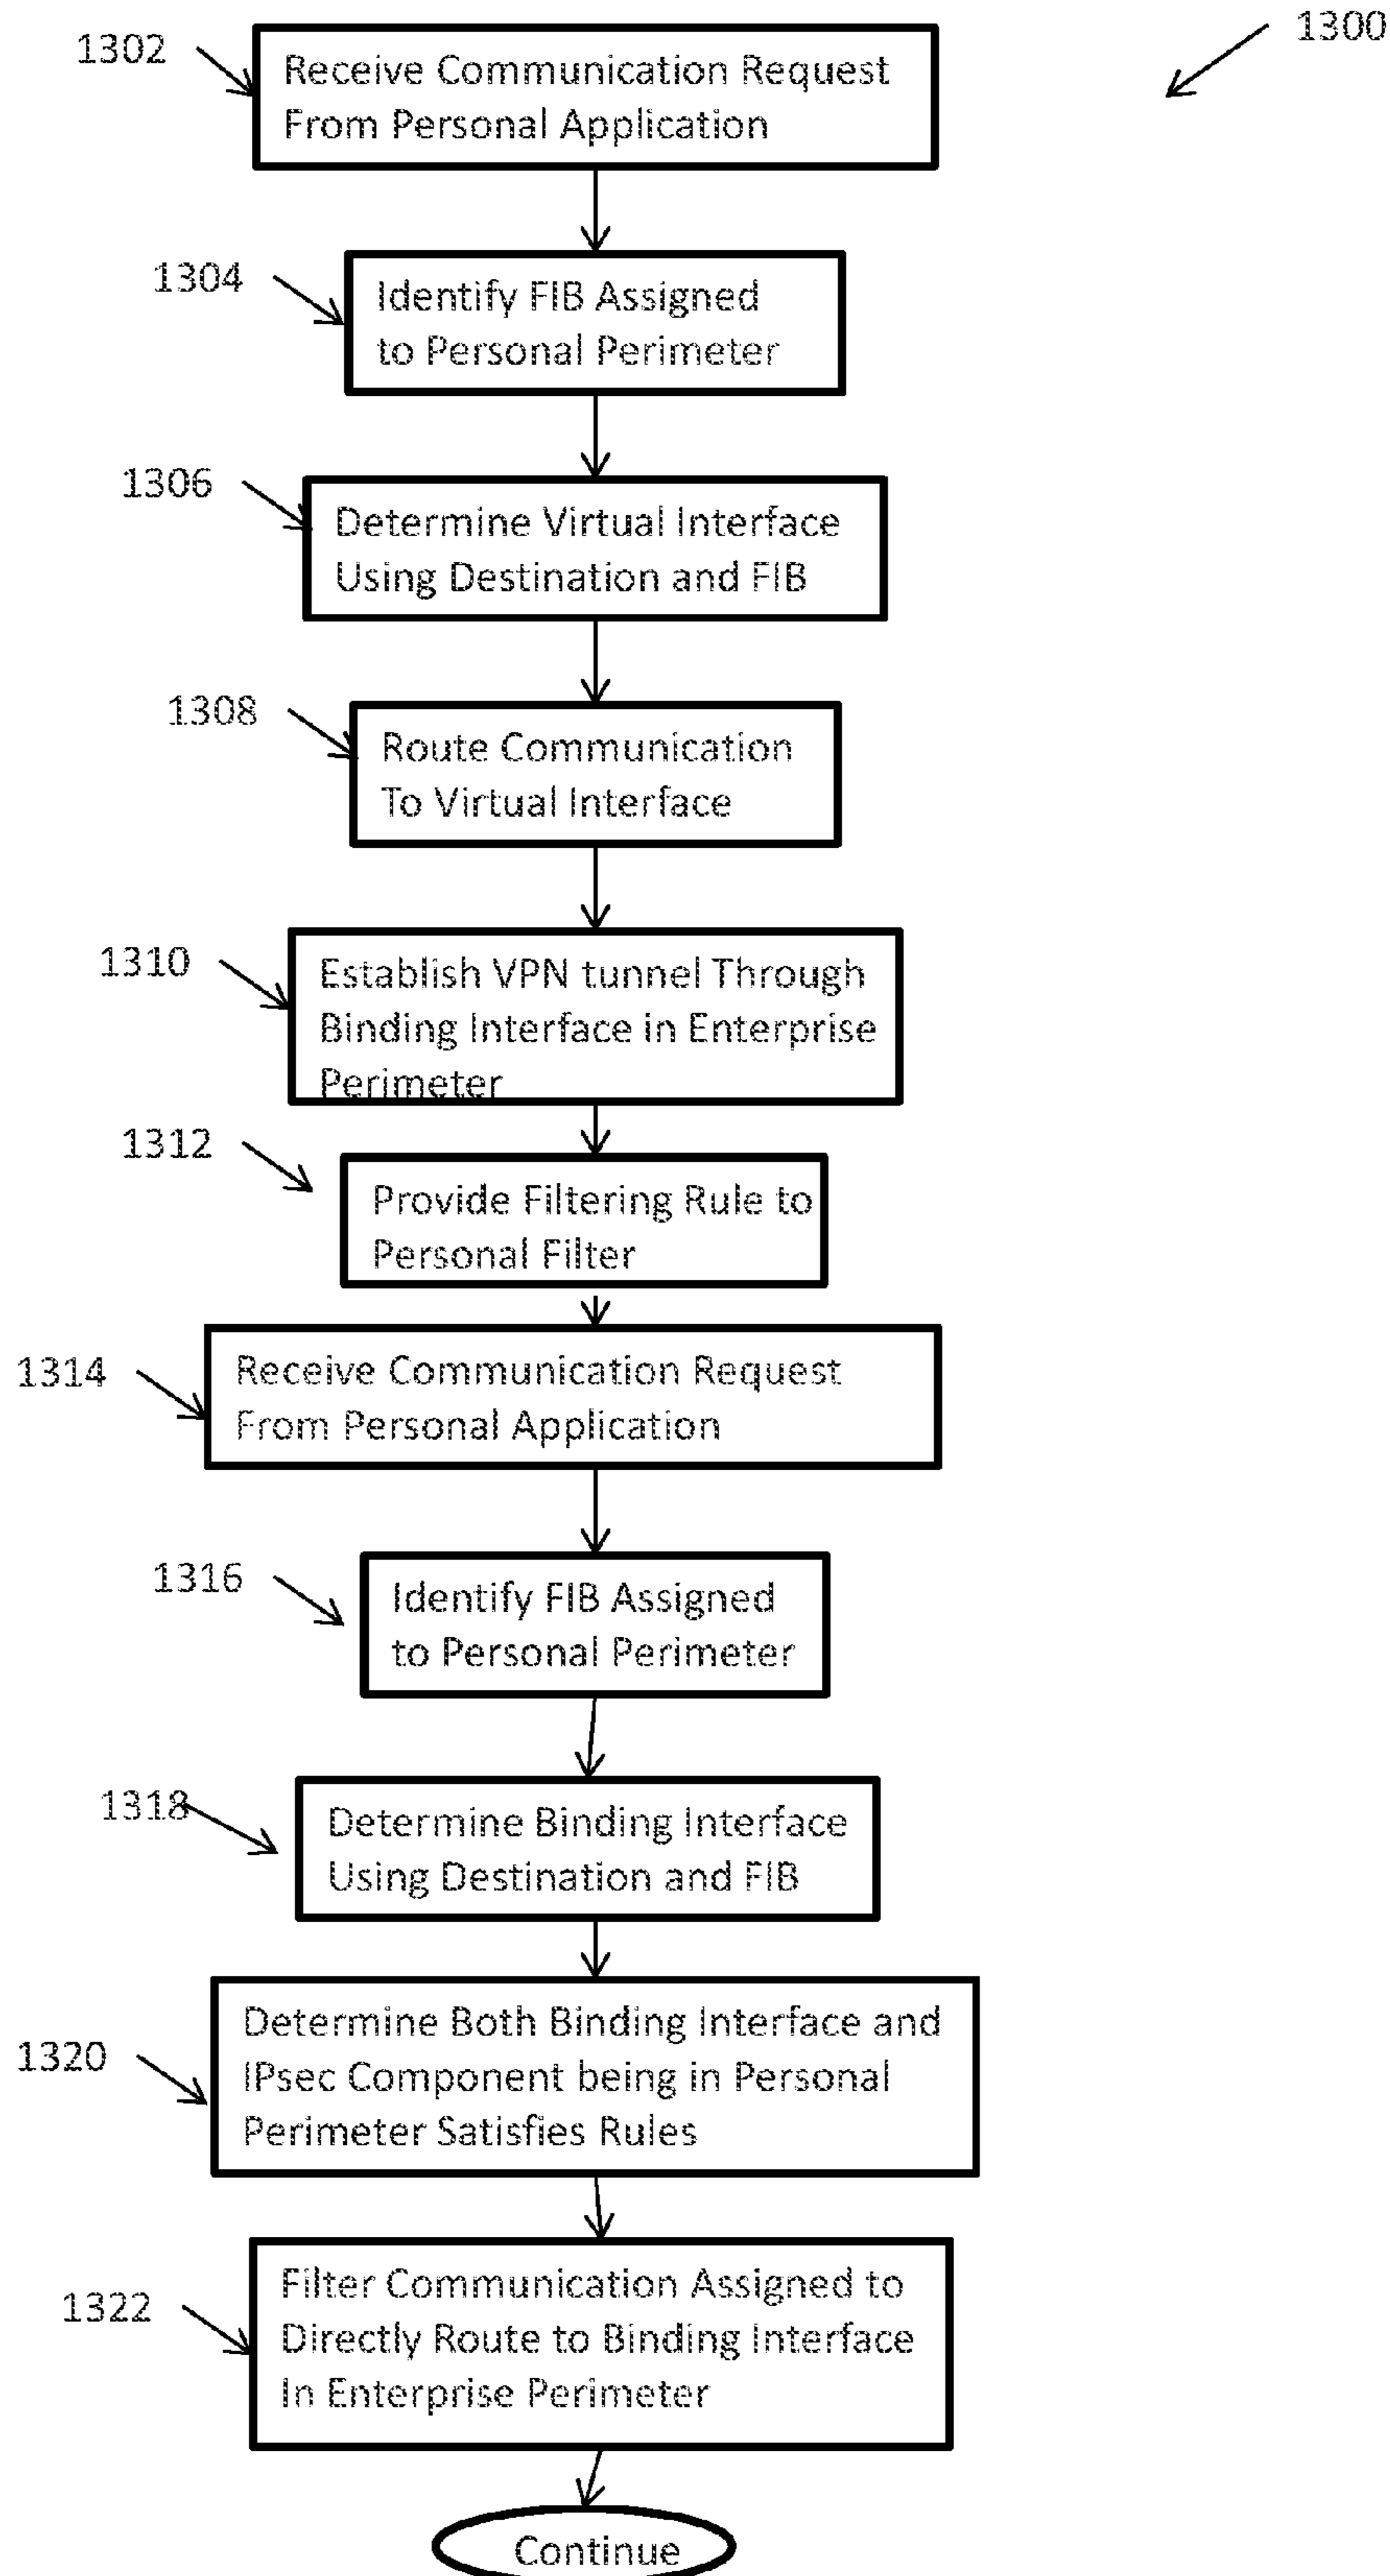 1300
1302
Receive Communication Request
From Personal Application
1304
Identify FIB Assigned
to Personal Perimeter
1306
Determine Virtual Interface
Using Destination and FIB
1308
Route Communication
To Virtual Interface
1310
Establish VPN tunnel Through
Binding Interface in Enterprise
Perimeter
1312
Provide Filtering Rule to
Personal Filter
1314
Receive Communication Request
From Personal Application
1316
Identify FIB Assigned
to Personal Perimeter
1318
Determine Binding Interface
Using Destination and FIB
1320
Determine Both Binding Interface and
IPsec Component being in Personal
Perimeter Satisfies Rules
1322
Filter Communication Assigned to
Directly Route to Binding Interface
In Enterprise Perimeter
Continue